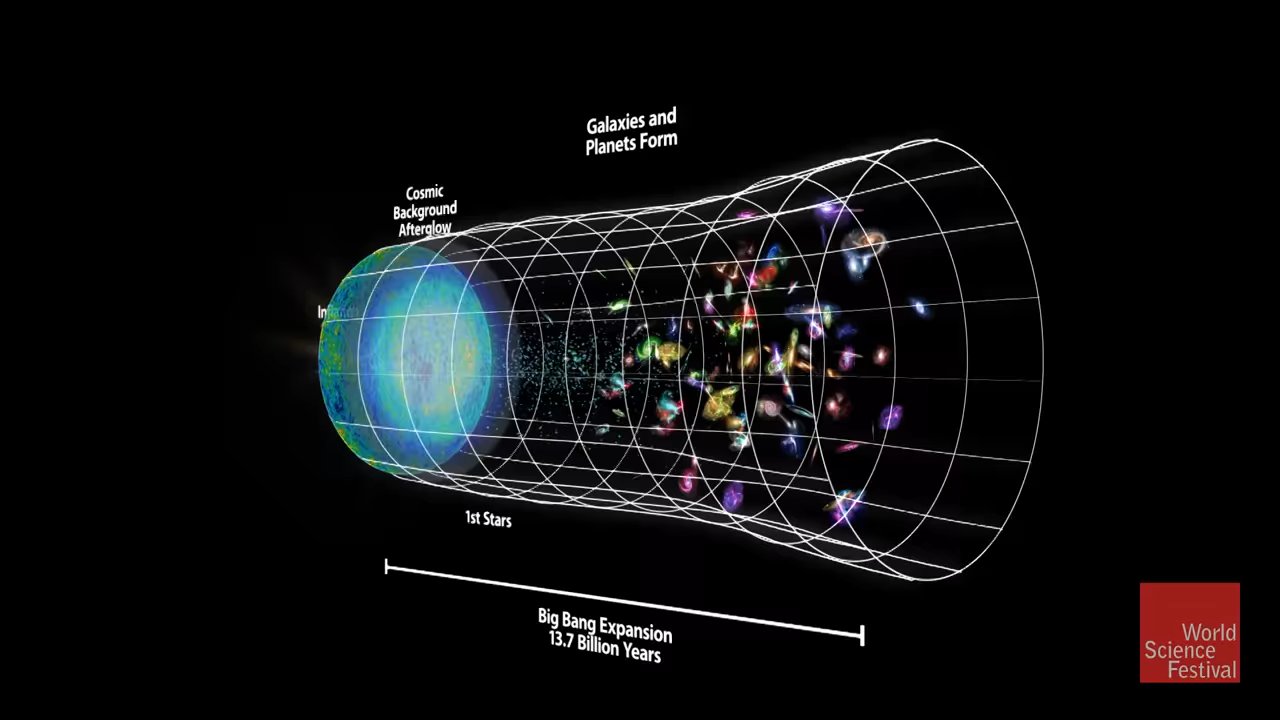 Galaxies and
Planets Form
Cosmic
Background
Afterglow
1st Stars
Big Bang Expansion
13.7 Billion Years
World
Science
Festival